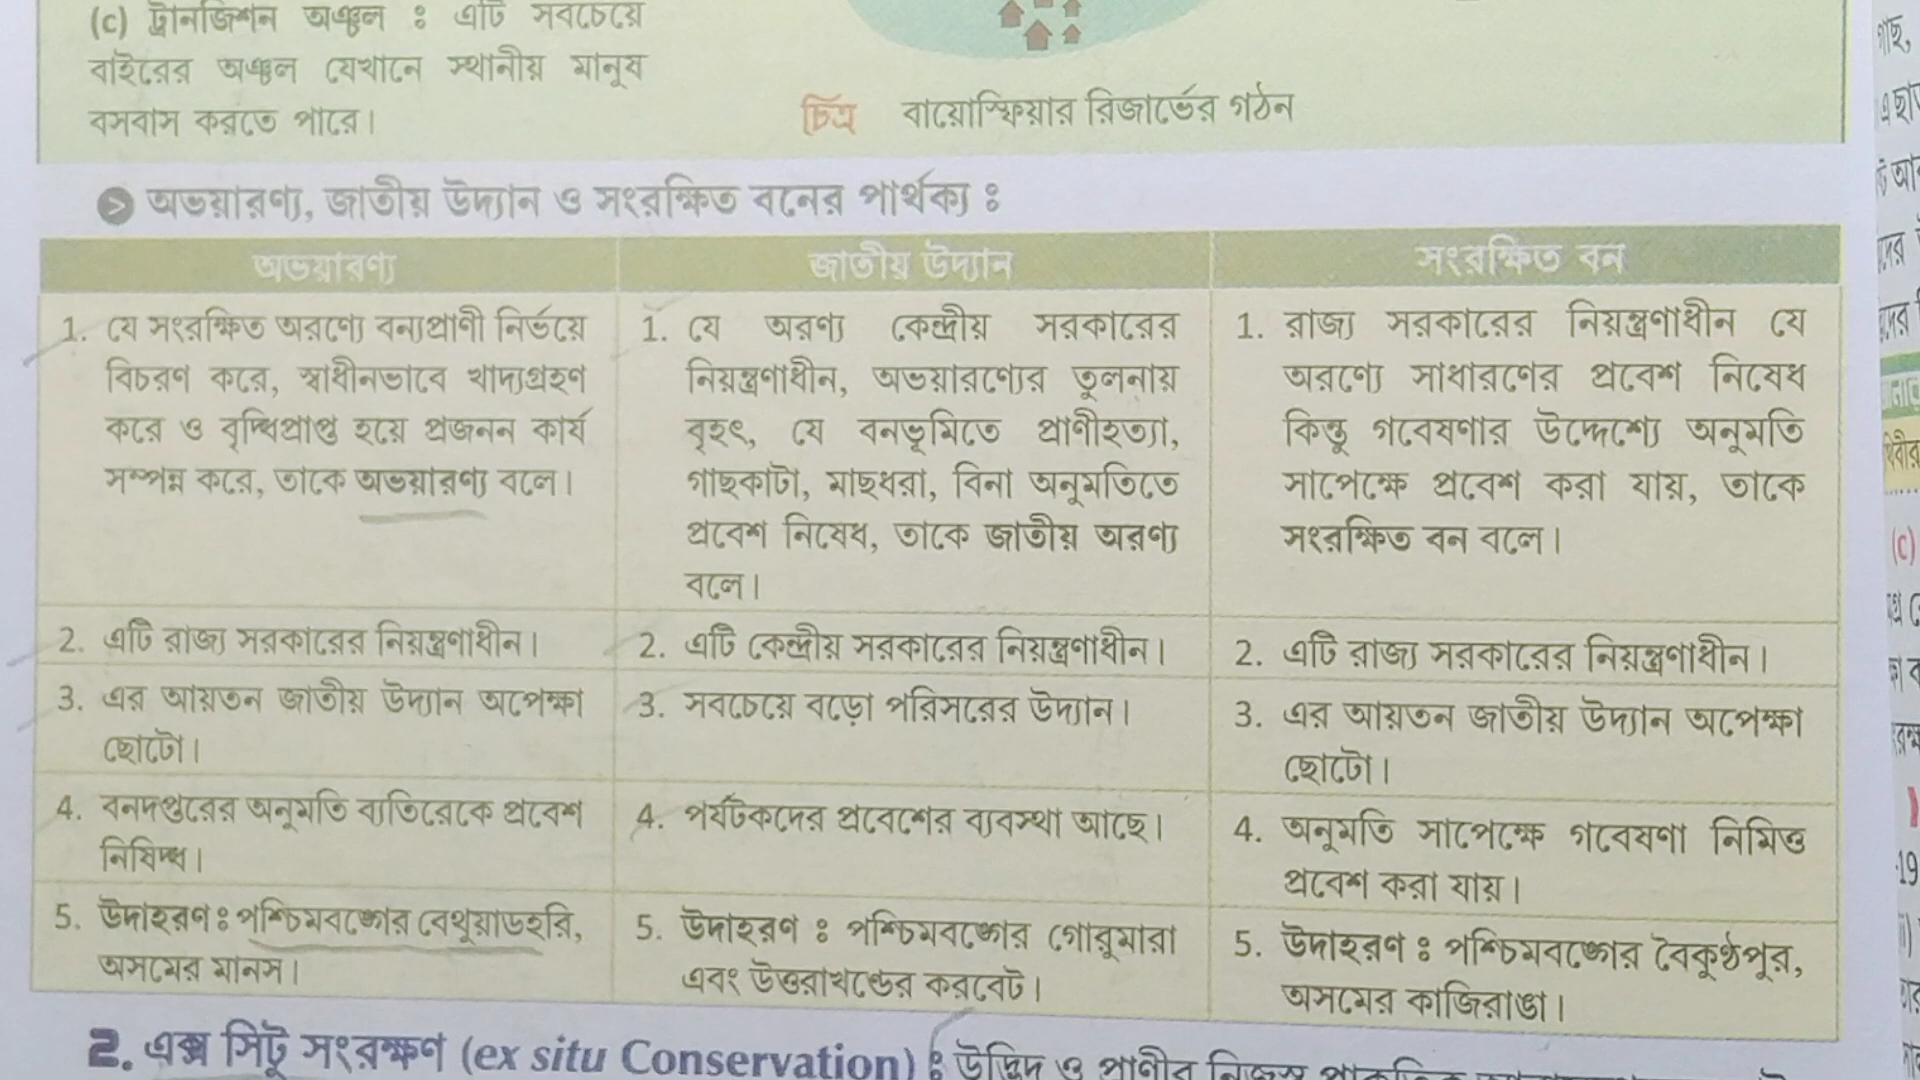 (c) ট্রানজিশন অঞ্চল : এটি সবচেয়ে
বাইরের অঞ্চল যেখানে স্থানীয় মানুষ
বসবাস করতে পারে।
চিত্র বায়োস্ফিয়ার রিজার্ভের গঠন
অভয়ারণ্য, জাতীয় উদ্যান ও সংরক্ষিত বনের পার্থক্য :
অভয়ারণ্য
1. যে সংরক্ষিত অরণ্যে বন্যপ্রাণী নির্ভয়ে
বিচরণ করে, স্বাধীনভাবে খাদ্যগ্রহণ
করে ও বৃদ্ধিপ্রাপ্ত হয়ে প্রজনন কার্য
সম্পন্ন করে, তাকে অভয়ারণ্য বলে।
জাতীয় উদ্যান
1. যে অরণ্য কেন্দ্রীয় সরকারের
নিয়ন্ত্রণাধীন, অভয়ারণ্যের তুলনায়
বৃহৎ, যে বনভূমিতে প্রাণীহত্যা,
গাছকাটা, মাছধরা, বিনা অনুমতিতে
প্রবেশ নিষেধ, তাকে জাতীয় অরণ্য
বলে।
সংরক্ষিত বন
1. রাজ্য সরকারের নিয়ন্ত্রণাধীন যে
অরণ্যে সাধারণের প্রবেশ নিষেধ
কিন্তু গবেষণার উদ্দেশ্যে অনুমতি
সাপেক্ষে প্রবেশ করা যায়, তাকে
সংরক্ষিত বন বলে।
2. এটি রাজ্য সরকারের নিয়ন্ত্রণাধীন।
2. এটি কেন্দ্রীয় সরকারের নিয়ন্ত্রণাধীন।
2. এটি রাজ্য সরকারের নিয়ন্ত্রণাধীন।
3. এর আয়তন জাতীয় উদ্যান অপেক্ষা
ছোটো।
3. সবচেয়ে বড়ো পরিসরের উদ্যান।
3. এর আয়তন জাতীয় উদ্যান অপেক্ষা
ছোটো।
4. বনদপ্তরের অনুমতি ব্যতিরেকে প্রবেশ
নিষিদ্ধ।
4. পর্যটকদের প্রবেশের ব্যবস্থা আছে।
4. অনুমতি সাপেক্ষে গবেষণা নিমিত্ত
প্রবেশ করা যায়।
5. উদাহরণ : পশ্চিমবঙ্গের বেথুয়াডহরি,
অসমের মানস।
5. উদাহরণ : পশ্চিমবঙ্গের গোরুমারা
এবং উত্তরাখণ্ডের করবেট।
5. উদাহরণ : পশ্চিমবঙ্গের বৈকুণ্ঠপুর,
অসমের কাজিরাঙা।
2. এক্স সিটু সংরক্ষণ (ex situ Conservation) : উদ্ভিদ ও প্রাণীর